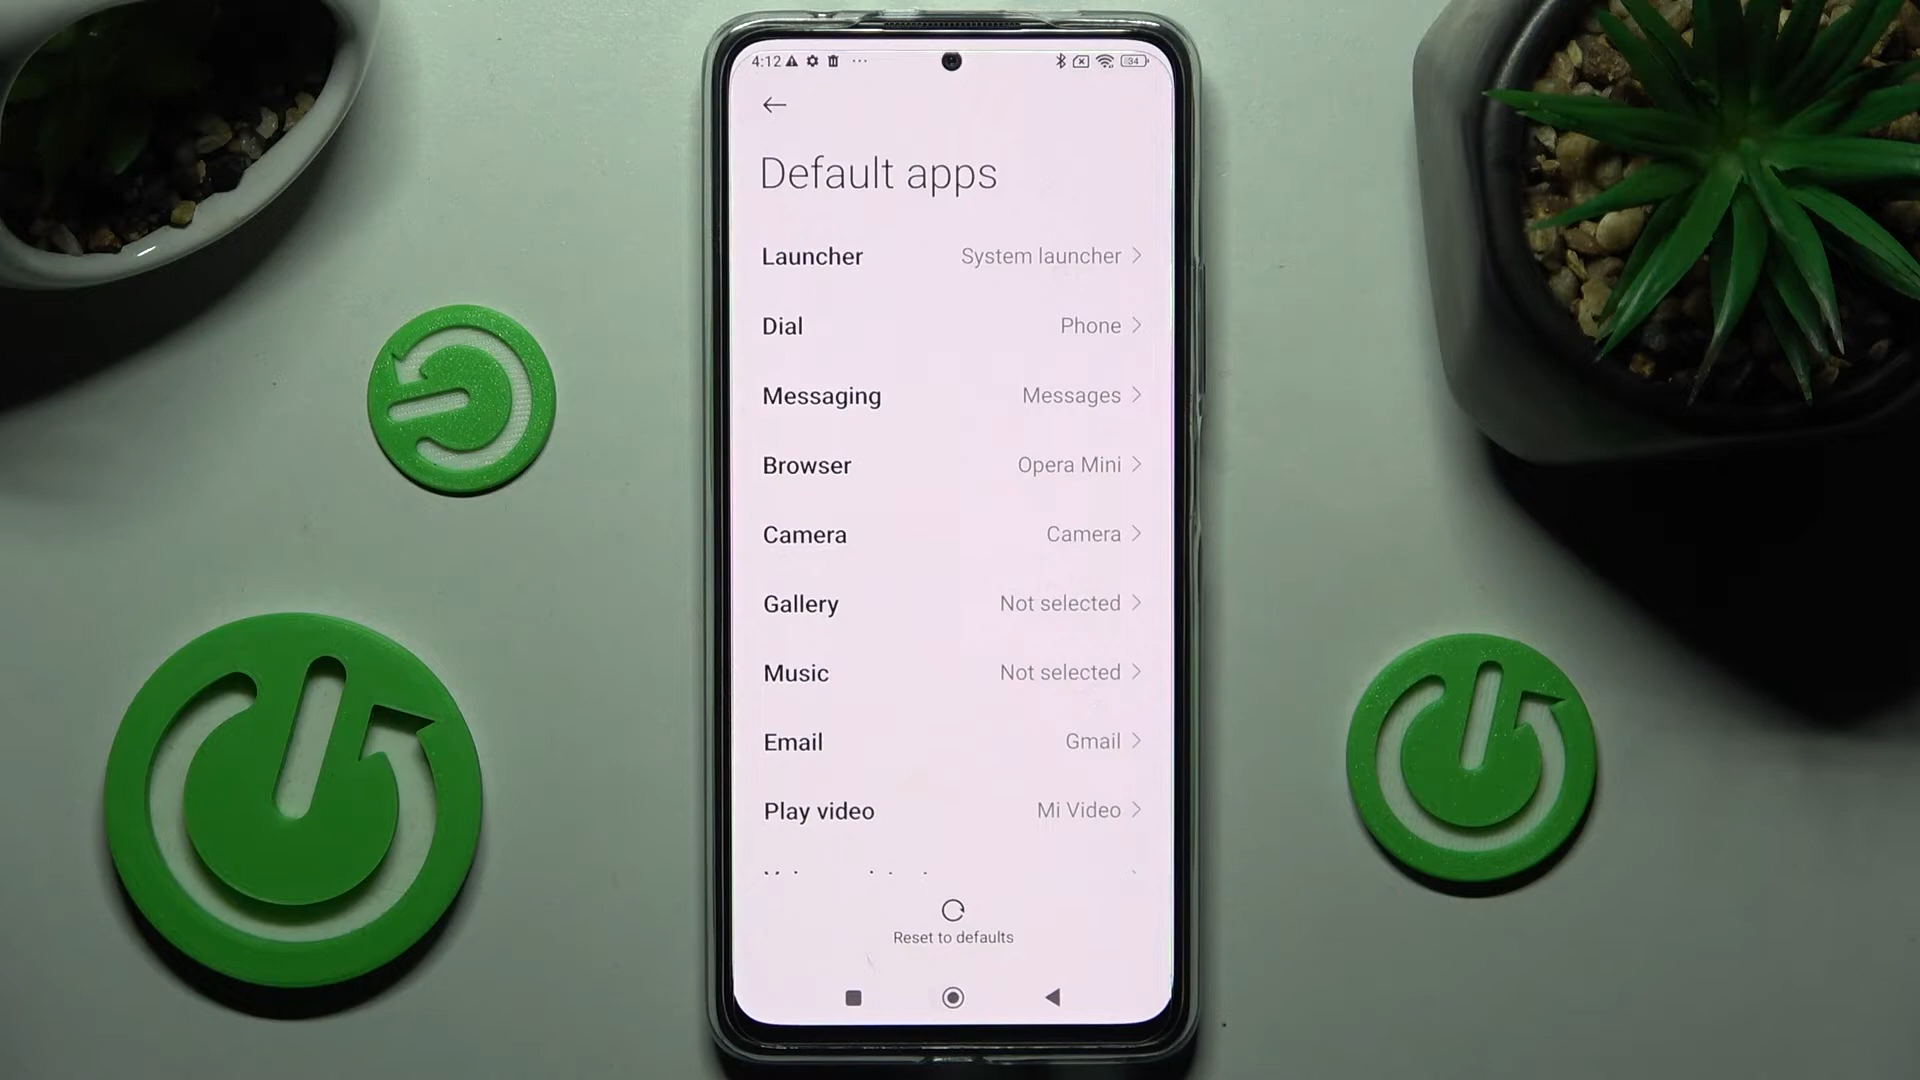 4:12 ... 34
Default apps
Launcher System launcher
Dial Phone
Messaging Messages
Browser Opera Mini
Camera Camera
Gallery Not selected
Music Not selected
Email Gmail
Play video Mi Video
Reset to defaults